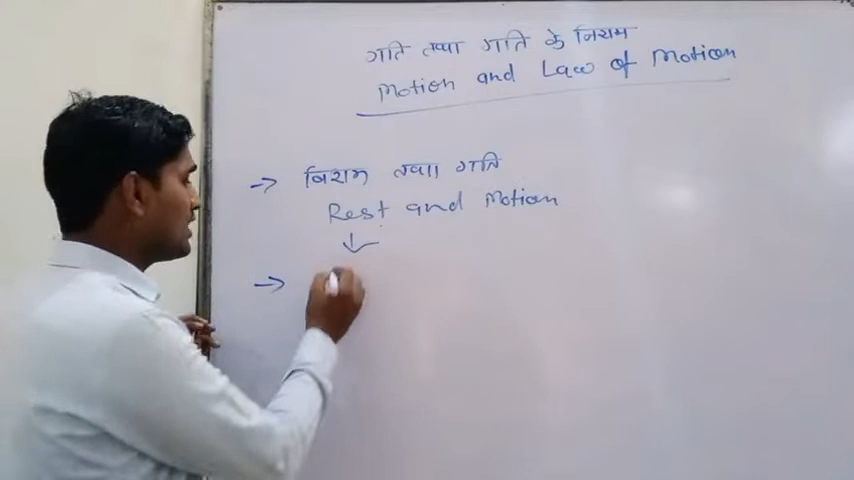 गति तथा गति के नियम
Motion and Law of Motion
→ विराम तथा गति
Rest and Motion
↓
→